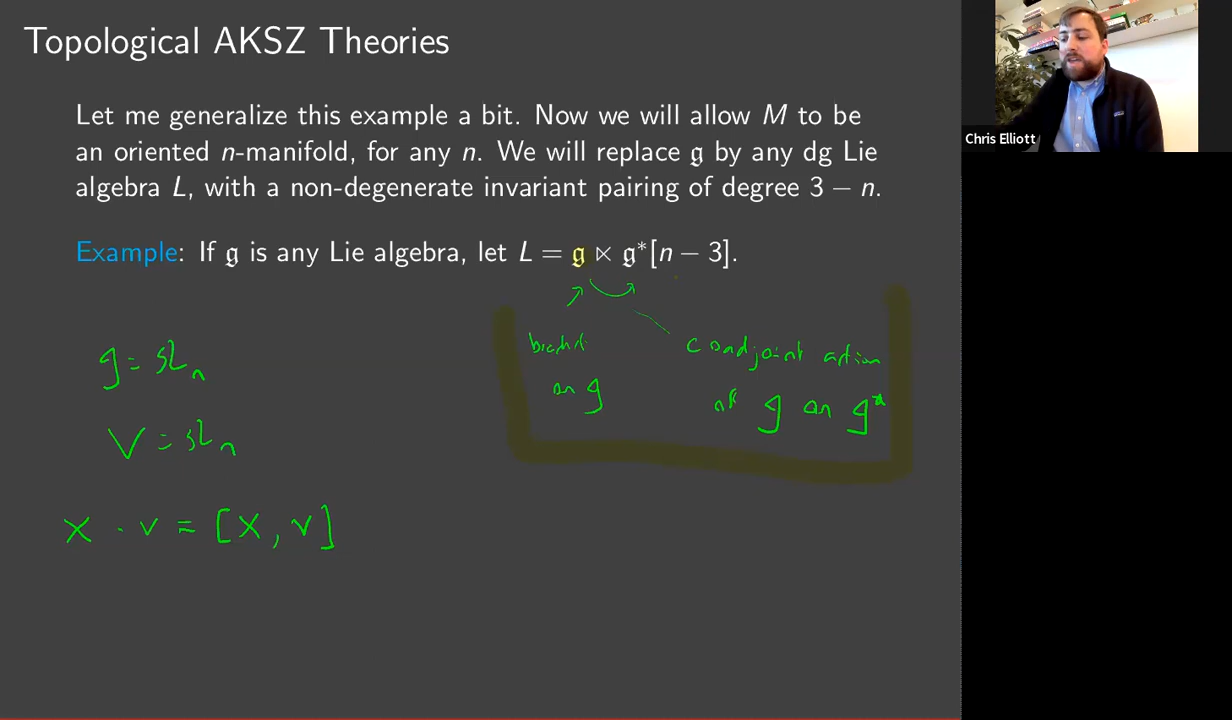 Topological AKSZ Theories
Let me generalize this example a bit. Now we will allow M to be
an oriented n-manifold, for any n. We will replace 𝔤 by any dg Lie
algebra L, with a non-degenerate invariant pairing of degree 3 − n.
Example: If 𝔤 is any Lie algebra, let L = 𝔤 ⋉ 𝔤*[n − 3].
bracket
on g
coadjoint action
of g on g*
g = sl_n
V = sl_n
X · v = [X, v]
Chris Elliott